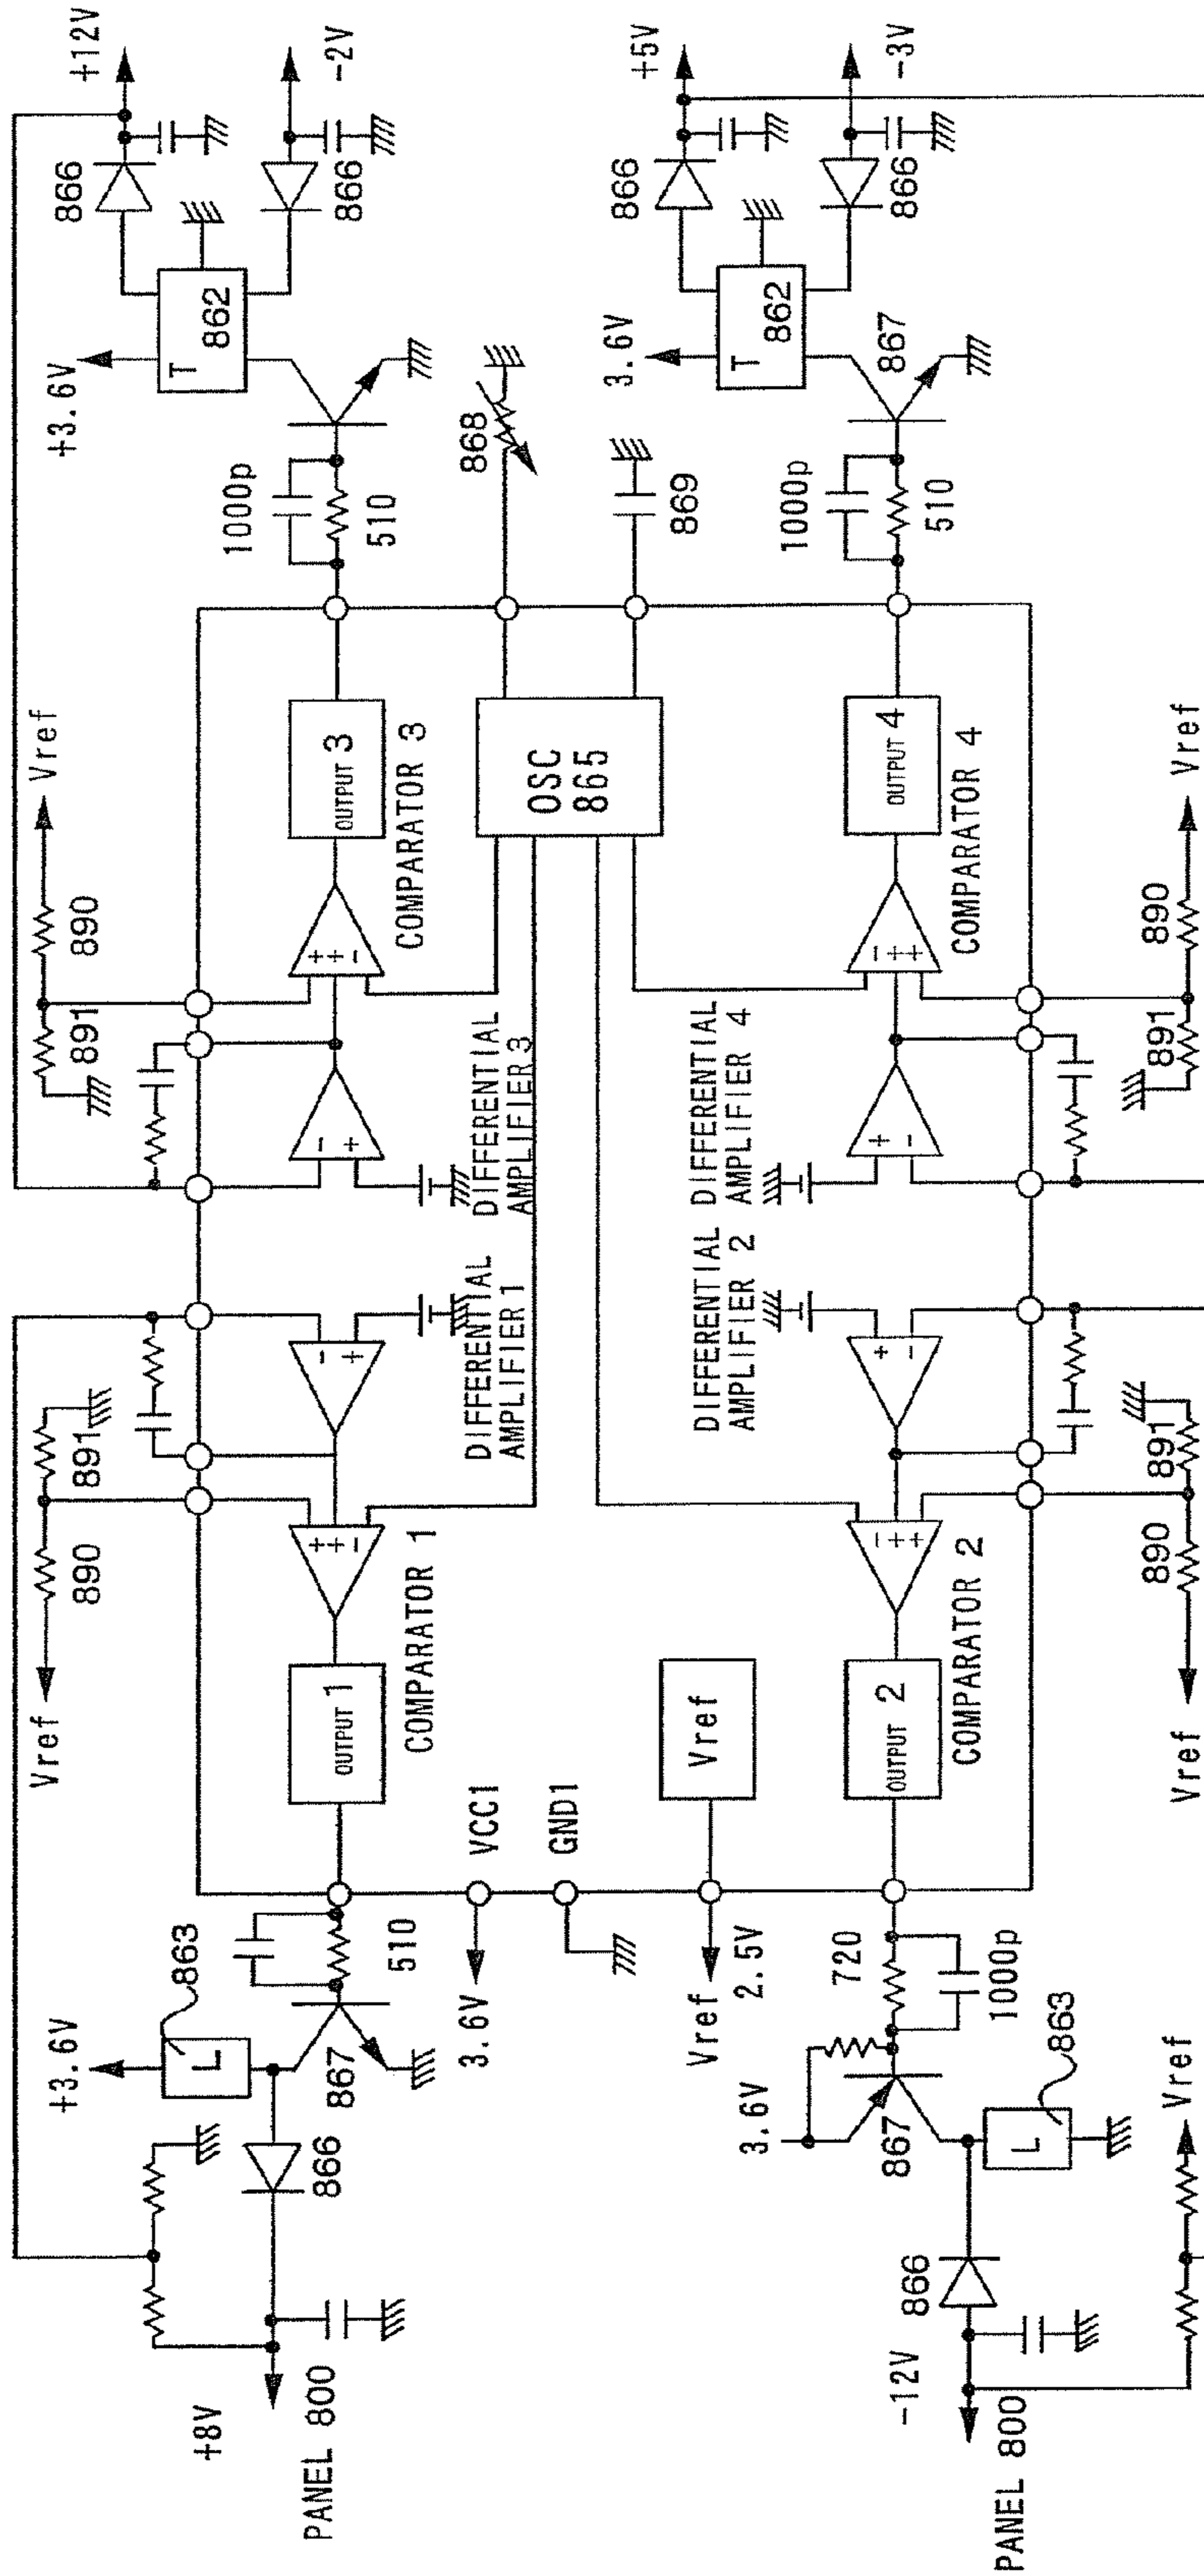 +12V
-2V
866
866
T
862
+3.6V
1000p
510
868
869
+5V
-3V
866
866
T
862
3.6V
867
1000p
510
Vref
890
891
OUTPUT 3
COMPARATOR 3
DIFFERENTIAL
AMPLIFIER 3
OSC
865
OUTPUT 4
COMPARATOR 4
DIFFERENTIAL
AMPLIFIER 4
Vref
890
891
+
+
-
-
+
-
+
+
+
-
891
890
Vref
-
+
+
+
-
DIFFERENTIAL
AMPLIFIER 1
COMPARATOR 1
OUTPUT 1
DIFFERENTIAL
AMPLIFIER 2
+
-
-
+
+
COMPARATOR 2
OUTPUT 2
891
890
Vref
Vref
VCC1
GND1
3.6V
Vref
2.5V
+3.6V
863
L
510
867
866
+8V
PANEL 800
3.6V
720
1000p
867
863
L
866
-12V
PANEL 800
Vref